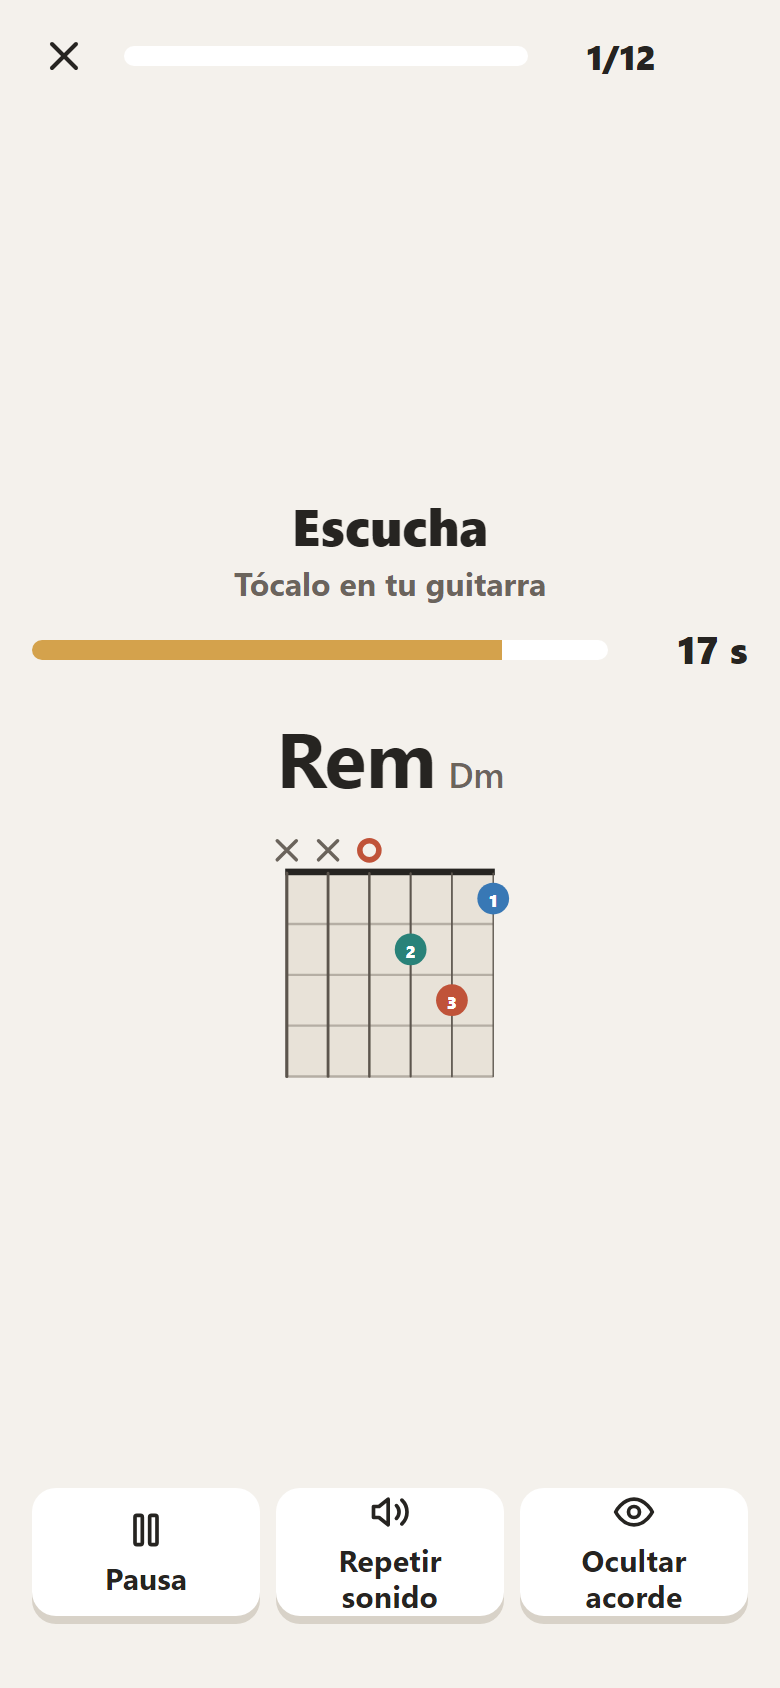 1/12
Escucha
Tócalo en tu guitarra
17 s
Rem Dm
1
2
3
Pausa
Repetir
sonido
Ocultar
acorde